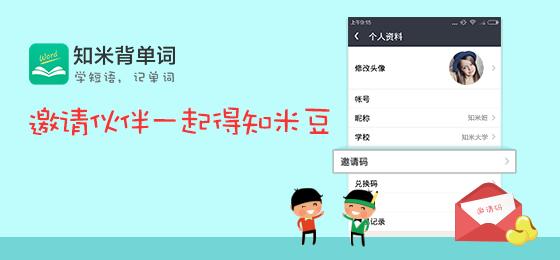 Word
知米背单词
学短语，记单词
邀请伙伴一起得知米豆
上午9:15
个人资料
修改头像
帐号
昵称 知米班
学校 知米大学
邀请码
兑换码
记录
邀请码